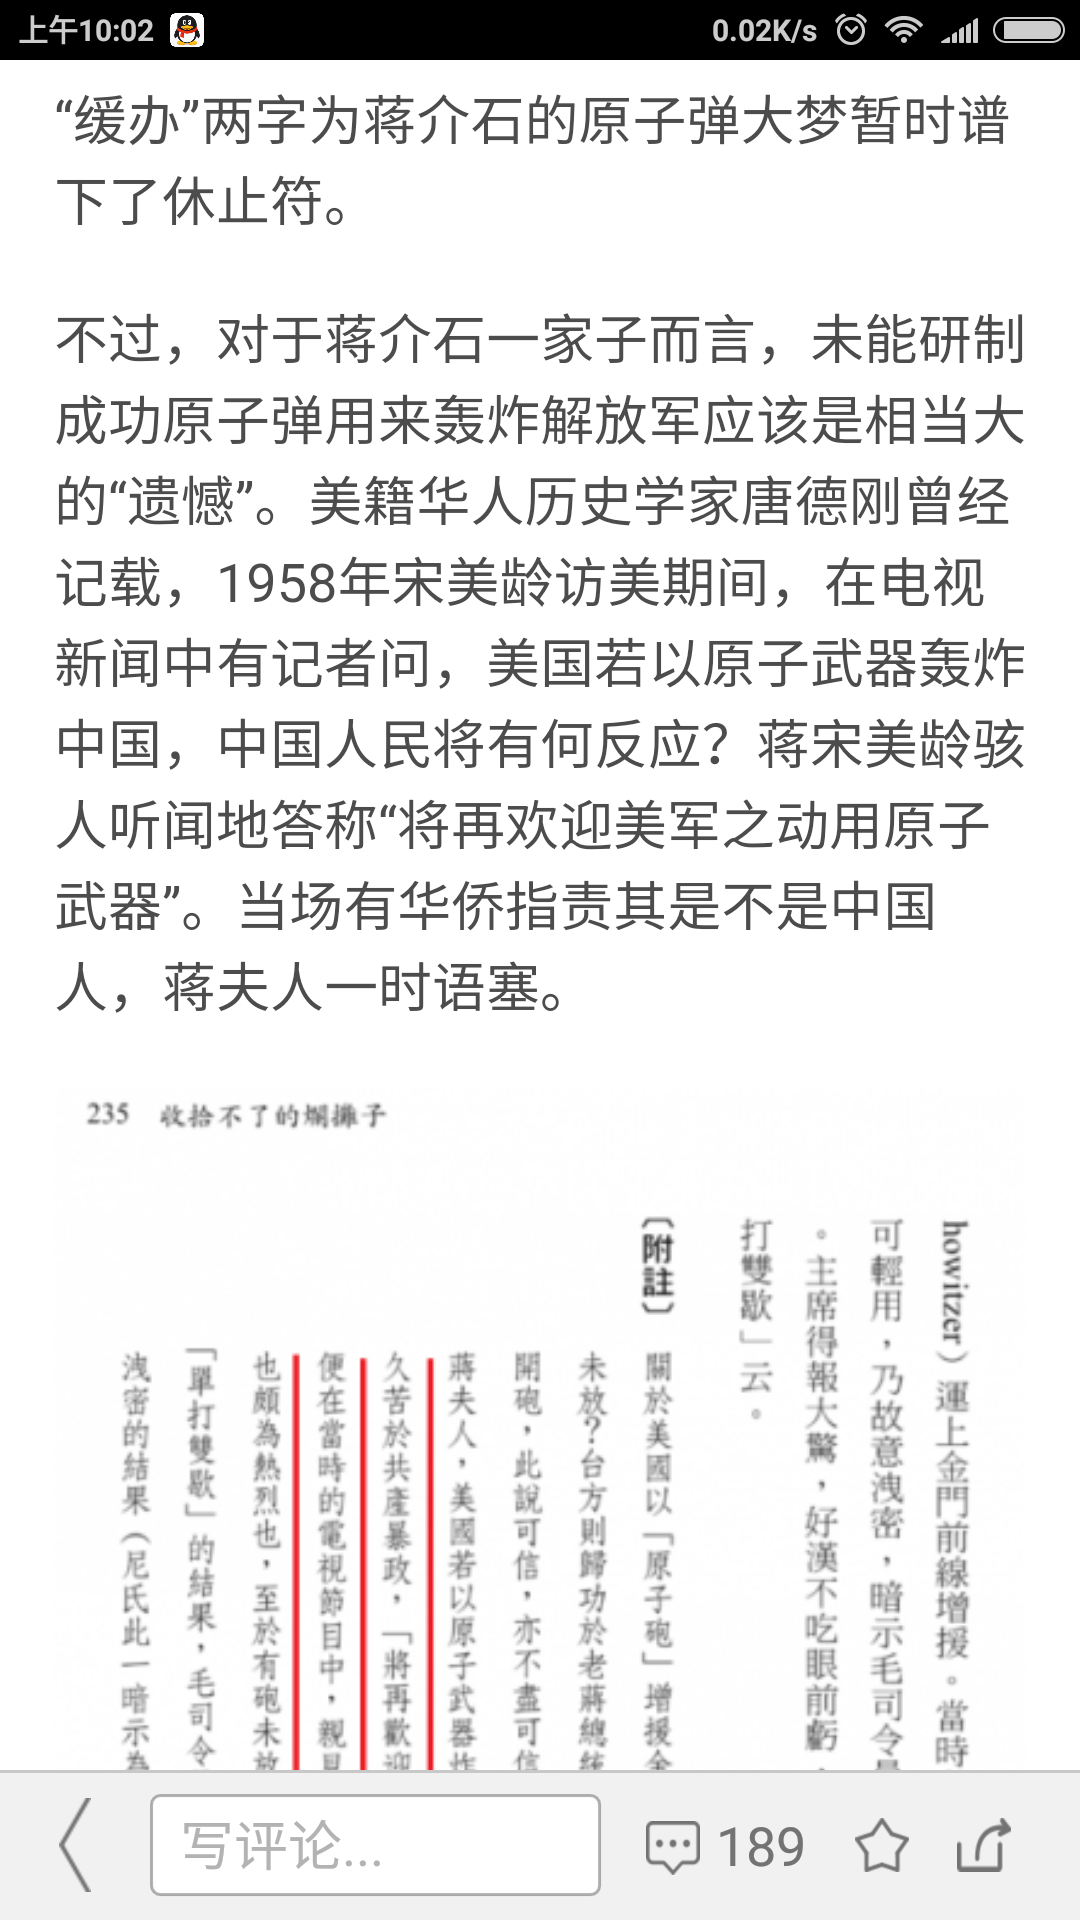 上午10:02
0.02K/s
“缓办”两字为蒋介石的原子弹大梦暂时谱
下了休止符。
不过，对于蒋介石一家子而言，未能研制
成功原子弹用来轰炸解放军应该是相当大
的“遗憾”。美籍华人历史学家唐德刚曾经
记载，1958年宋美龄访美期间，在电视
新闻中有记者问，美国若以原子武器轰炸
中国，中国人民将有何反应？蒋宋美龄骇
人听闻地答称“将再欢迎美军之动用原子
武器”。当场有华侨指责其是不是中国
人，蒋夫人一时语塞。
235 收拾不了的爛攤子
howitzer）運上金門前線增援。當時
可輕用，乃故意洩密，暗示毛司令
。主席得報大驚，好漢不吃眼前虧，
打雙歇」云。
〔附註〕
關於美國以「原子砲」增援金
未放？台方則歸功於老蔣總統
開砲，此說可信，亦不盡可信
蔣夫人，美國若以原子武器炸
久苦於共產暴政，「將再歡迎
便在當時的電視節目中，親見
也頗為熱烈也，至於有砲未放
「單打雙歇」的結果，毛司令
洩密的結果（尼氏此一暗示為
写评论...
189